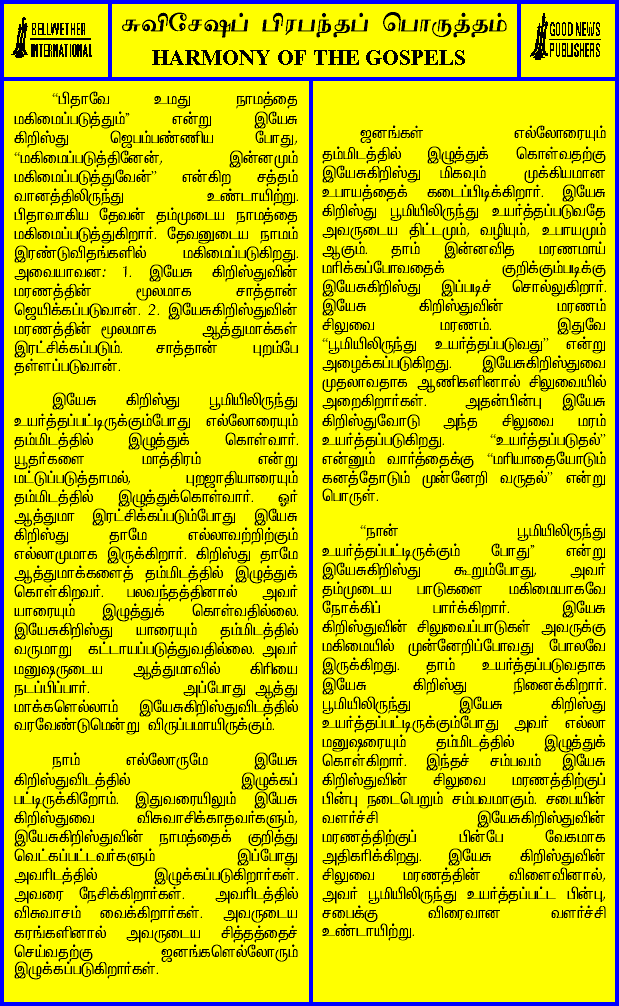 BELLWETHER
INTERNATIONAL
சுவிசேஷப் பிரபந்தப் பொருத்தம்
HARMONY OF THE GOSPELS
GOOD NEWS
PUBLISHERS
“பிதாவே உமது நாமத்தை
மகிமைப்படுத்தும்” என்று இயேசு
கிறிஸ்து ஜெபம்பண்ணிய போது,
“மகிமைப்படுத்தினேன், இன்னமும்
மகிமைப்படுத்துவேன்” என்கிற சத்தம்
வானத்திலிருந்து உண்டாயிற்று.
பிதாவாகிய தேவன் தம்முடைய நாமத்தை
மகிமைப்படுத்துகிறார். தேவனுடைய நாமம்
இரண்டுவிதங்களில் மகிமைப்படுகிறது.
அவையாவன: 1. இயேசு கிறிஸ்துவின்
மரணத்தின் மூலமாக சாத்தான்
ஜெயிக்கப்படுவான். 2. இயேசுகிறிஸ்துவின்
மரணத்தின் மூலமாக ஆத்துமாக்கள்
இரட்சிக்கப்படும். சாத்தான் புறம்பே
தள்ளப்படுவான்.
இயேசு கிறிஸ்து பூமியிலிருந்து
உயர்த்தப்பட்டிருக்கும்போது எல்லோரையும்
தம்மிடத்தில் இழுத்துக் கொள்வார்.
யூதர்களை மாத்திரம் என்று
மட்டுப்படுத்தாமல், புறஜாதியாரையும்
தம்மிடத்தில் இழுத்துக்கொள்வார். ஓர்
ஆத்துமா இரட்சிக்கப்படும்போது இயேசு
கிறிஸ்து தாமே எல்லாவற்றிற்கும்
எல்லாமுமாக இருக்கிறார். கிறிஸ்து தாமே
ஆத்துமாக்களைத் தம்மிடத்தில் இழுத்துக்
கொள்கிறவர். பலவந்தத்தினால் அவர்
யாரையும் இழுத்துக் கொள்வதில்லை.
இயேசுகிறிஸ்து யாரையும் தம்மிடத்தில்
வருமாறு கட்டாயப்படுத்துவதில்லை. அவர்
மனுஷருடைய ஆத்துமாவில் கிரியை
நடப்பிப்பார். அப்போது ஆத்து
மாக்களெல்லாம் இயேசுகிறிஸ்துவிடத்தில்
வரவேண்டுமென்று விருப்பமாயிருக்கும்.
நாம் எல்லோருமே இயேசு
கிறிஸ்துவிடத்தில் இழுக்கப்
பட்டிருக்கிறோம். இதுவரையிலும் இயேசு
கிறிஸ்துவை விசுவாசிக்காதவர்களும்,
இயேசுகிறிஸ்துவின் நாமத்தைக் குறித்து
வெட்கப்பட்டவர்களும் இப்போது
அவரிடத்தில் இழுக்கப்படுகிறார்கள்.
அவரை நேசிக்கிறார்கள். அவரிடத்தில்
விசுவாசம் வைக்கிறார்கள். அவருடைய
கரங்களினால் அவருடைய சித்தத்தைச்
செய்வதற்கு ஜனங்களெல்லோரும்
இழுக்கப்படுகிறார்கள்.
ஜனங்கள் எல்லோரையும்
தம்மிடத்தில் இழுத்துக் கொள்வதற்கு
இயேசுகிறிஸ்து மிகவும் முக்கியமான
உபாயத்தைக் கடைப்பிடிக்கிறார். இயேசு
கிறிஸ்து பூமியிலிருந்து உயர்த்தப்படுவதே
அவருடைய திட்டமும், வழியும், உபாயமும்
ஆகும். தாம் இன்னவித மரணமாய்
மரிக்கப்போவதைக் குறிக்கும்படிக்கு
இயேசுகிறிஸ்து இப்படிச் சொல்லுகிறார்.
இயேசு கிறிஸ்துவின் மரணம்
சிலுவை மரணம். இதுவே
“பூமியிலிருந்து உயர்த்தப்படுவது” என்று
அழைக்கப்படுகிறது. இயேசுகிறிஸ்துவை
முதலாவதாக ஆணிகளினால் சிலுவையில்
அறைகிறார்கள். அதன்பின்பு இயேசு
கிறிஸ்துவோடு அந்த சிலுவை மரம்
உயர்த்தப்படுகிறது. “உயர்த்தப்படுதல்”
என்னும் வார்த்தைக்கு “மரியாதையோடும்
கனத்தோடும் முன்னேறி வருதல்” என்று
பொருள்.
“நான் பூமியிலிருந்து
உயர்த்தப்பட்டிருக்கும் போது” என்று
இயேசுகிறிஸ்து கூறும்போது, அவர்
தம்முடைய பாடுகளை மகிமையாகவே
நோக்கிப் பார்க்கிறார். இயேசு
கிறிஸ்துவின் சிலுவைப்பாடுகள் அவருக்கு
மகிமையில் முன்னேறிப்போவது போலவே
இருக்கிறது. தாம் உயர்த்தப்படுவதாக
இயேசு கிறிஸ்து நினைக்கிறார்.
பூமியிலிருந்து இயேசு கிறிஸ்து
உயர்த்தப்பட்டிருக்கும்போது அவர் எல்லா
மனுஷரையும் தம்மிடத்தில் இழுத்துக்
கொள்கிறார். இந்தச் சம்பவம் இயேசு
கிறிஸ்துவின் சிலுவை மரணத்திற்குப்
பின்பு நடைபெறும் சம்பவமாகும். சபையின்
வளர்ச்சி இயேசுகிறிஸ்துவின்
மரணத்திற்குப் பின்பே வேகமாக
அதிகரிக்கிறது. இயேசு கிறிஸ்துவின்
சிலுவை மரணத்தின் விளைவினால்,
அவர் பூமியிலிருந்து உயர்த்தப்பட்ட பின்பு,
சபைக்கு விரைவான வளர்ச்சி
உண்டாயிற்று.